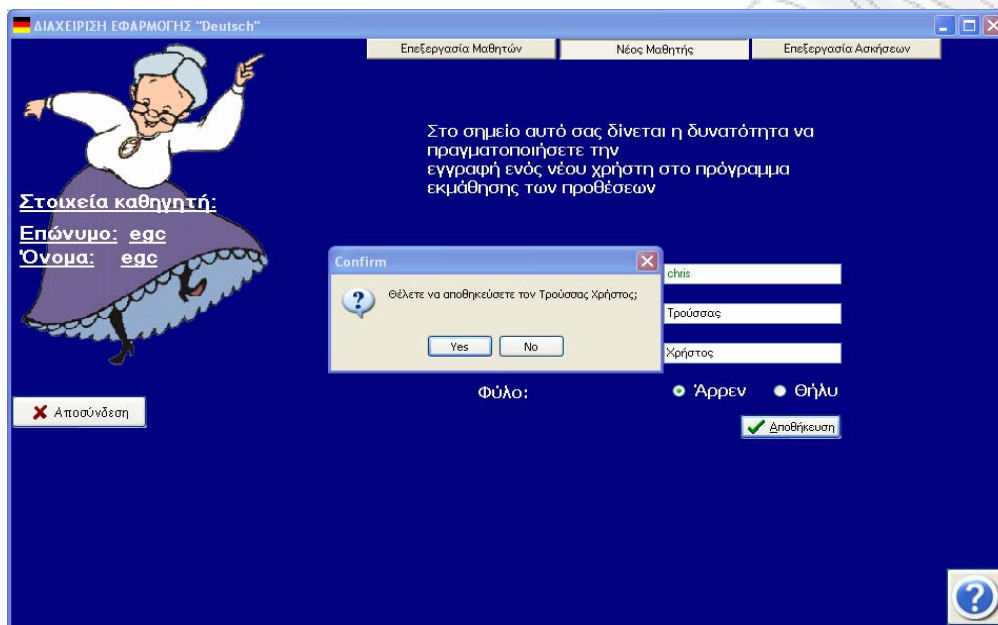 ΔΙΑΧΕΙΡΙΣΗ ΕΦΑΡΜΟΓΗΣ "Deutsch"
Επεξεργασία Μαθητών
Νέος Μαθητής
Επεξεργασία Ασκήσεων
Στο σημείο αυτό σας δίνεται η δυνατότητα να
πραγματοποιήσετε την
εγγραφή ενός νέου χρήστη στο πρόγραμμα
εκμάθησης των προθέσεων
Στοιχεία καθηγητή:
Επώνυμο: egc
Όνομα: egc
Confirm
Θέλετε να αποθηκεύσετε τον Τρούσσας Χρήστος;
Yes
No
chris
Τρούσσας
Χρήστος
Φύλο:
Άρρεν
Θήλυ
Αποσύνδεση
Αποθήκευση